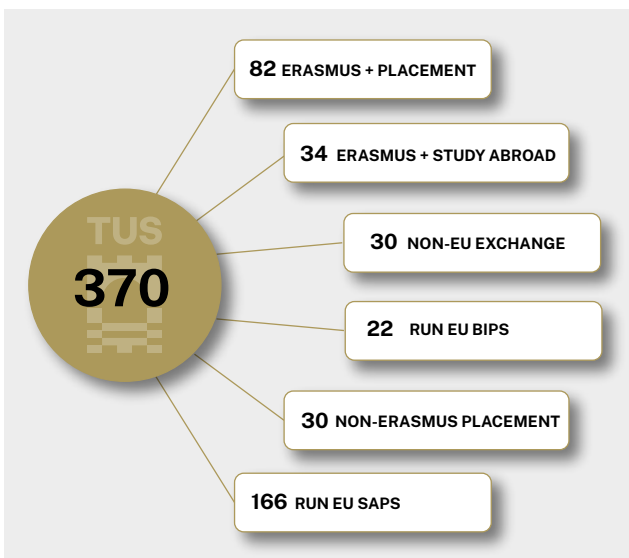 82 ERASMUS + PLACEMENT
34 ERASMUS + STUDY ABROAD
TUS
370
30 NON-EU EXCHANGE
22 RUN EU BIPS
30 NON-ERASMUS PLACEMENT
166 RUN EU SAPS